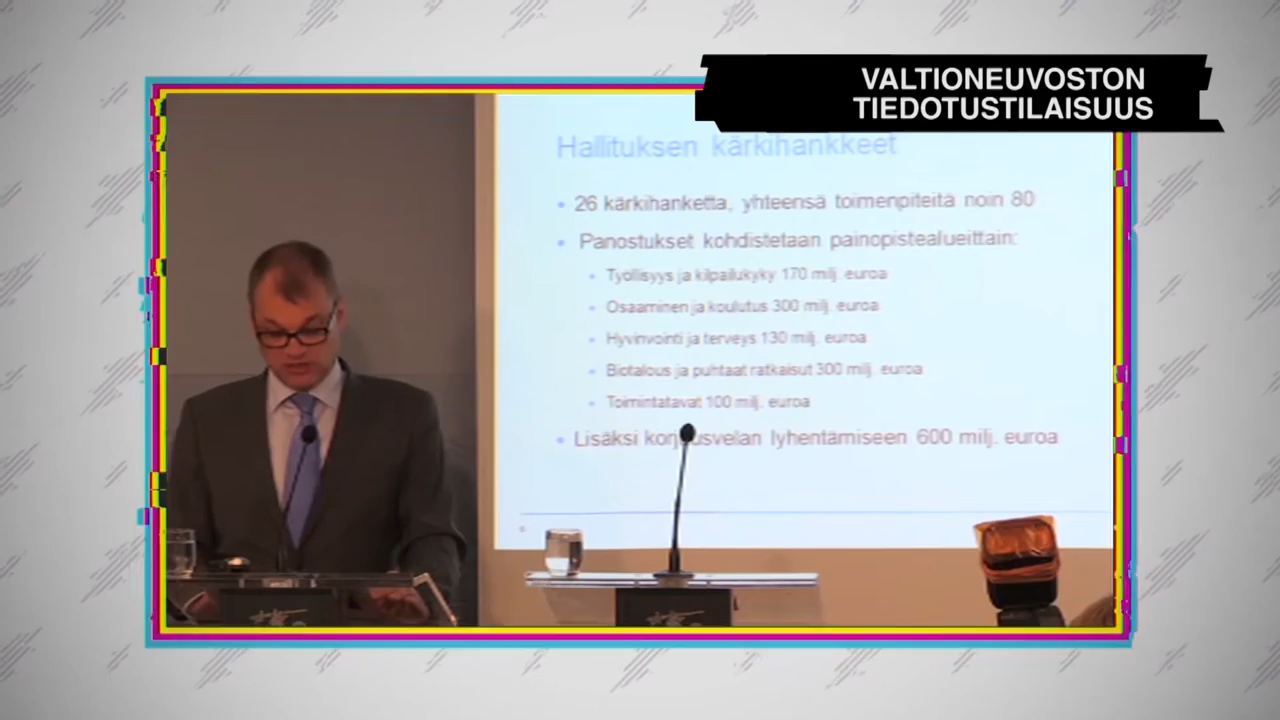 VALTIONEUVOSTON
TIEDOTUSTILAISUUS
Hallituksen kärkihankkeet
• 26 kärkihanketta, yhteensä toimenpiteitä noin 80
• Panostukset kohdistetaan painopistealueittain:
• Työllisyys ja kilpailukyky 170 milj. euroa
• Osaaminen ja koulutus 300 milj. euroa
• Hyvinvointi ja terveys 130 milj. euroa
• Biotalous ja puhtaat ratkaisut 300 milj. euroa
• Toimintatavat 100 milj. euroa
• Lisäksi korjausvelan lyhentämiseen 600 milj. euroa